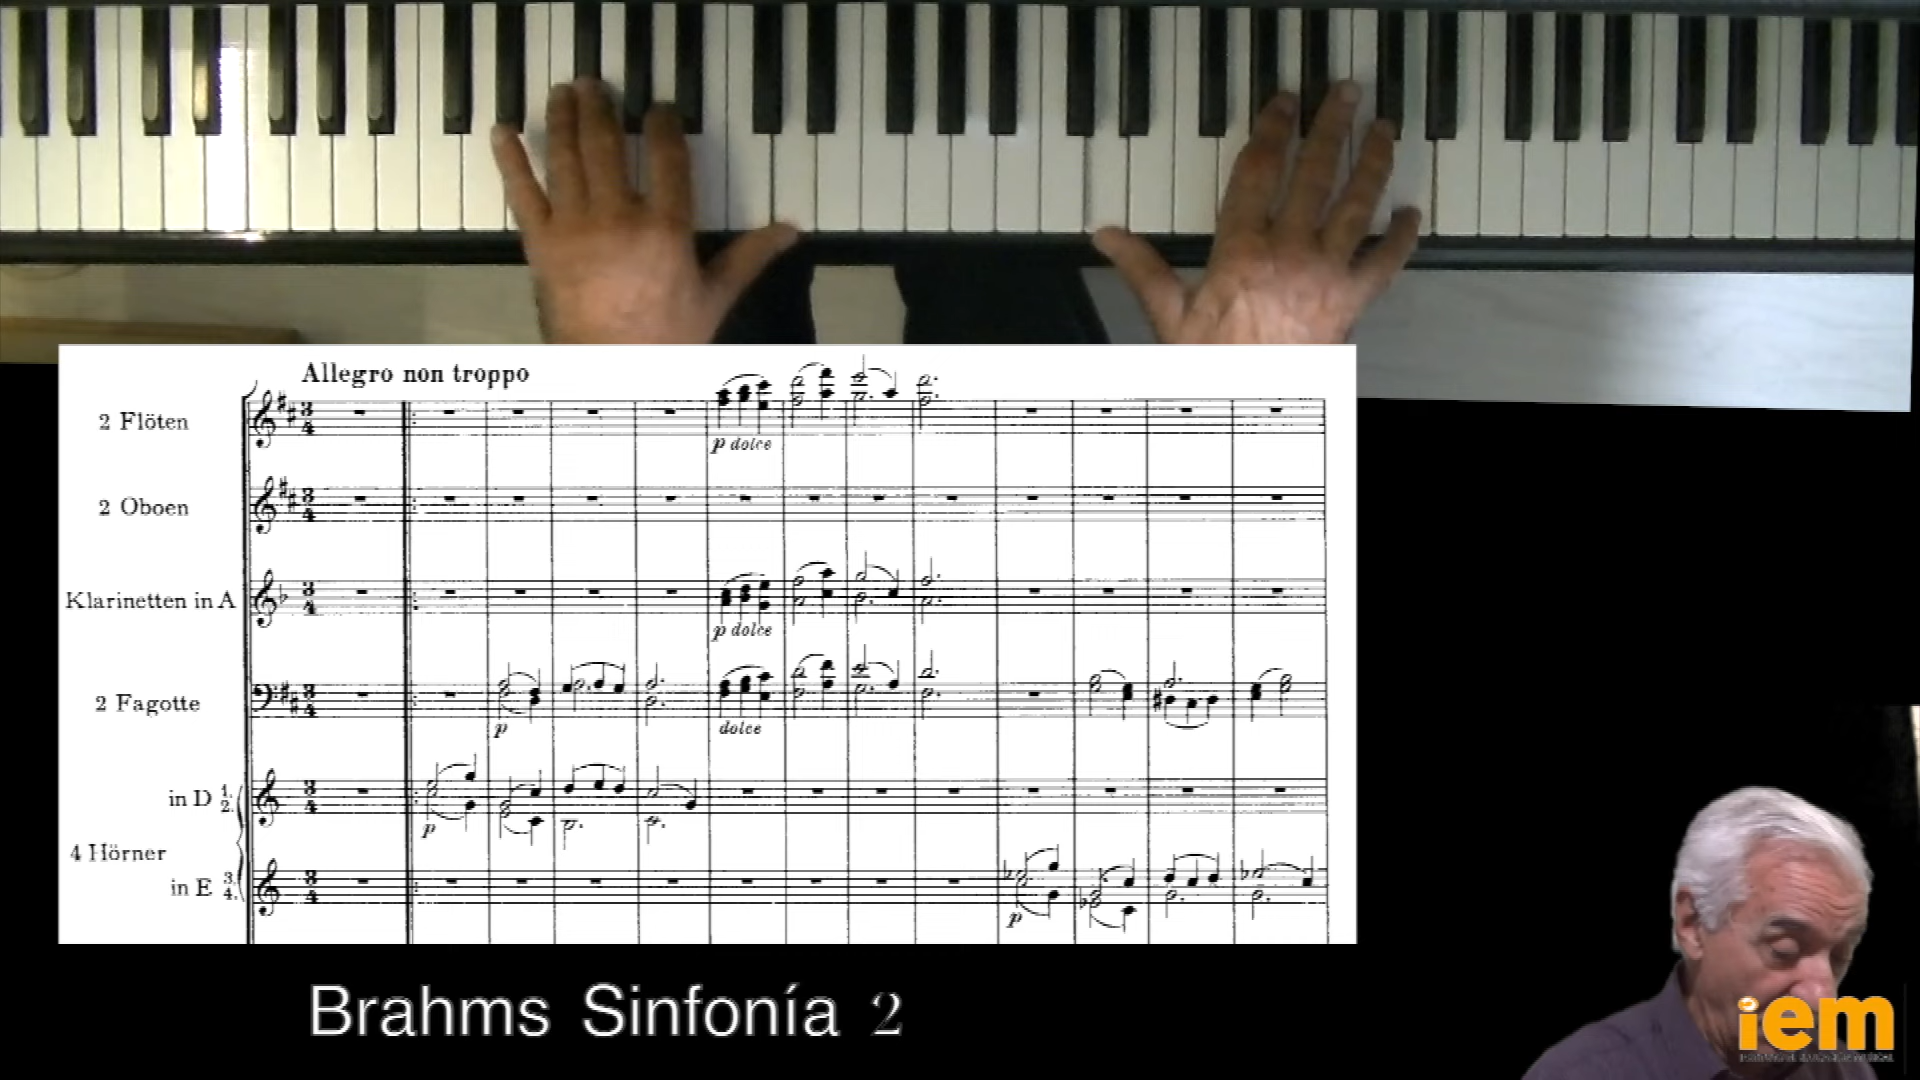 Allegro non troppo
2 Flöten
p dolce
2 Oboen
Klarinetten in A
p dolce
2 Fagotte
p
dolce
in D 1. 2.
p
4 Hörner
in E 3. 4.
p
Brahms Sinfonía 2
iem